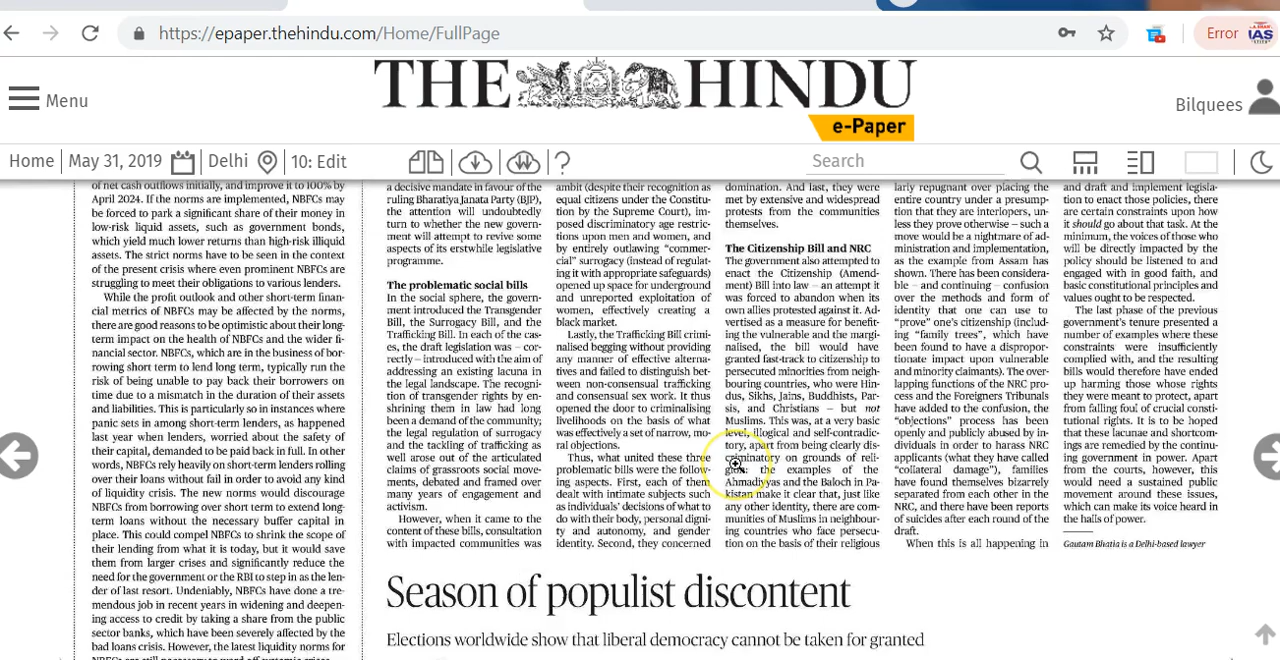 https://epaper.thehindu.com/Home/FullPage
Error
IAS
Menu
THE HINDU
e-Paper
Bilquees
Home
May 31, 2019
Delhi
10: Edit
?
Search
of net cash outflows initially, and improve it to 100% by
April 2024. If the norms are implemented, NBFCs may
be forced to park a significant share of their money in
low-risk liquid assets, such as government bonds,
which yield much lower returns than high-risk illiquid
assets. The strict norms have to be seen in the context
of the present crisis where even prominent NBFCs are
struggling to meet their obligations to various lenders.
While the profit outlook and other short-term finan-
cial metrics of NBFCs may be affected by the norms,
there are good reasons to be optimistic about their long-
term impact on the health of NBFCs and the wider fi-
nancial sector. NBFCs, which are in the business of bor-
rowing short term to lend long term, typically run the
risk of being unable to pay back their borrowings on
time due to a mismatch in the duration of their assets
and liabilities. This is particularly so in instances where
panic sets in among short-term lenders, as happened
last year when lenders, worried about the safety of
their capital, demanded to be paid back in full. In other
words, NBFCs rely heavily on short-term lenders rolling
over their loans without fail in order to avoid any kind
of liquidity crisis. The new norms would discourage
NBFCs from borrowing over short term to extend long-
term loans without the necessary buffer capital in
place. This could compel NBFCs to shrink the scope of
their lending from what it is today, but it would save
them from larger crises and significantly reduce the
need for the government or the RBI to step in as the len-
der of last resort. Undeniably, NBFCs have done a tre-
mendous job in recent years in widening and deepen-
ing access to credit by taking a share from the public
sector banks, which have been severely affected by the
bad loans crisis. However, the latest liquidity norms for
a decisive mandate in favour of the
ruling Bharatiya Janata Party (BJP),
the attention will undoubtedly
turn to whether the new govern-
ment will attempt to revive some
aspects of its erstwhile legislative
programme.
The problematic social bills
In the social sphere, the govern-
ment introduced the Transgender
Bill, the Surrogacy Bill, and the
Trafficking Bill. In each of the cas-
es, the draft legislation was – cor-
rectly – introduced with the aim of
addressing an existing lacuna in
the legal landscape. The recogni-
tion of transgender rights by en-
shrining them in law had long
been a demand of the community;
the legal regulation of surrogacy
and the tackling of trafficking as
well arose out of the articulated
claims of grassroots social move-
ments, debated and framed over
many years of engagement and
activism.
However, when it came to the
content of these bills, consultation
with impacted communities was
ambit (despite their recognition as
equal citizens under the Constitu-
tion by the Supreme Court), im-
posed discriminatory age restric-
tions upon men and women, and
by entirely outlawing “commer-
cial” surrogacy (instead of regulat-
ing it with appropriate safeguards)
opened up space for underground
and unreported exploitation of
women, effectively creating a
black market.
Lastly, the Trafficking Bill crimi-
nalised begging without providing
any manner of effective alterna-
tives and failed to distinguish bet-
ween non-consensual trafficking
and consensual sex work. It thus
opened the door to criminalising
livelihoods on the basis of what
was effectively a set of narrow, mo-
ral objections.
Thus, what united these three
problematic bills were the follow-
ing aspects. First, each of them
dealt with intimate subjects such
as individuals’ decisions of what to
do with their body, personal digni-
ty and autonomy, and gender
identity. Second, they concerned
domination. And last, they were
met by extensive and widespread
protests from the communities
themselves.
The Citizenship Bill and NRC
The government also attempted to
enact the Citizenship (Amend-
ment) Bill into law – an attempt it
was forced to abandon when its
own allies protested against it. Ad-
vertised as a measure for benefit-
ing the vulnerable and the margi-
nalised, the bill would have
granted fast-track to citizenship to
persecuted minorities from neigh-
bouring countries, who were Hin-
dus, Sikhs, Jains, Buddhists, Par-
sis, and Christians – but not
Muslims. This was, at a very basic
level, illogical and self-contradic-
tory, apart from being clearly dis-
criminatory on grounds of reli-
gion: the examples of the
Ahmadiyyas and the Baloch in Pa-
kistan make it clear that, just like
any other identity, there are com-
munities of Muslims in neighbour-
ing countries who face persecu-
tion on the basis of their religious
larly repugnant over placing the
entire country under a presump-
tion that they are interlopers, un-
less they prove otherwise – such a
move would be a nightmare of ad-
ministration and implementation,
as the example from Assam has
shown. There has been considera-
ble – and continuing – confusion
over the methods and form of
identity that one can use to
“prove” one’s citizenship (includ-
ing “family trees”, which have
been found to have a dispropor-
tionate impact upon vulnerable
and minority claimants). The over-
lapping functions of the NRC pro-
cess and the Foreigners Tribunals
have added to the confusion, the
“objections” process has been
openly and publicly abused by in-
dividuals in order to harass NRC
applicants (what they have called
“collateral damage”), families
have found themselves bizarrely
separated from each other in the
NRC, and there have been reports
of suicides after each round of the
draft.
When this is all happening in
and draft and implement legisla-
tion to enact those policies, there
are certain constraints upon how
it should go about that task. At the
minimum, the voices of those who
will be directly impacted by the
policy should be listened to and
engaged with in good faith, and
basic constitutional principles and
values ought to be respected.
The last phase of the previous
government’s tenure presented a
number of examples where these
constraints were insufficiently
complied with, and the resulting
bills would therefore have ended
up harming those whose rights
they were meant to protect, apart
from falling foul of crucial consti-
tutional rights. It is to be hoped
that these lacunae and shortcom-
ings are remedied by the continu-
ing government. Apart from
the courts, however, this
would need a sustained public
movement around these issues,
which can make its voice heard in
the halls of power.
Gautam Bhatia is a Delhi-based lawyer
Season of populist discontent
Elections worldwide show that liberal democracy cannot be taken for granted